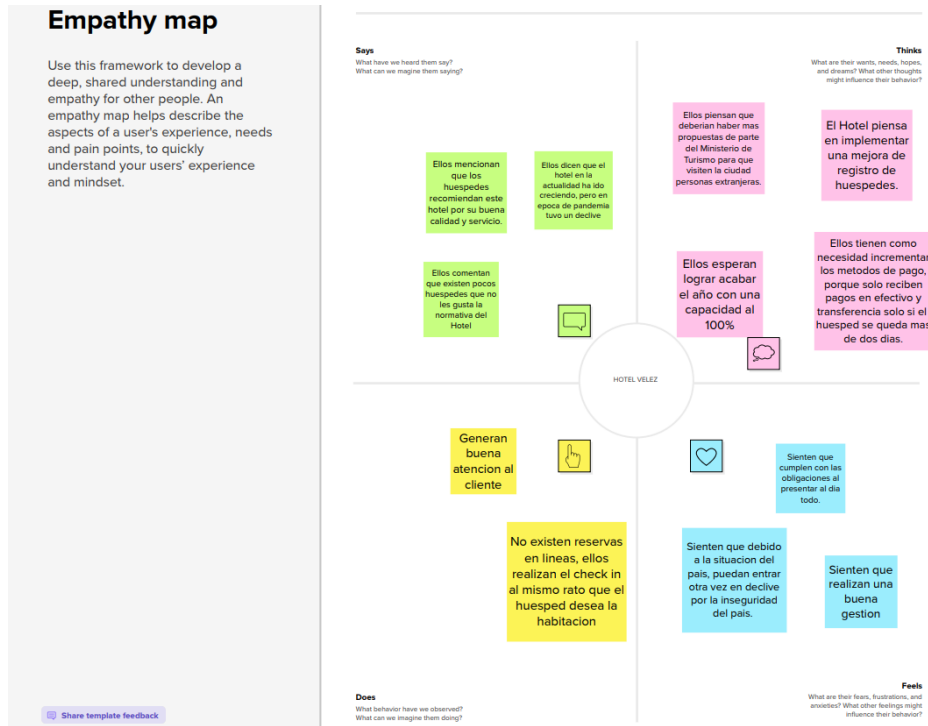 Empathy map
Use this framework to develop a
deep, shared understanding and
empathy for other people. An
empathy map helps describe the
aspects of a user's experience, needs
and pain points, to quickly
understand your users' experience
and mindset.
Share template feedback
Says
What have we heard them say?
What can we magine them saying?
Ellos mencionan
que los
huespedes
recomiendan este
hotel por su buena
calidad y servicio.
Ellos dicen que el
hotel en la
actualidad ha ido
creciendo, pero en
epoca de pandemia
tuvo un declive
Ellos comentan
que existen pocos
huespedes que no
les gusta la
normativa del
Hotel
Thinks
What are their wants, needs, hopes,
and dreams? What other thoughts
might influence their behavior?
Ellos piensan que
deberian haber mas
propuestas de parte
del Ministerio de
Turismo para que
visiten la ciudad
personas extranjeras.
El Hotel piensa
en implementar
una mejora de
registro de
huespedes.
Ellos esperan
lograr acabar
el año con una
capacidad al
100%
Ellos tienen como
necesidad incrementar
los metodos de pago,
porque solo reciben
pagos en efectivo y
transferencia solo si el
huesped se queda mas
de dos dias.
HOTEL VELEZ
Generan
buena
atencion al
cliente
No existen reservas
en lineas, ellos
realizan el check in
al mismo rato que el
huesped desea la
habitacion
Does
What behavior have we observed?
What can we imagine them doing?
Sienten que
cumplen con las
obligaciones al
presentar al dia
todo.
Sienten que debido
a la situacion del
pais, puedan entrar
otra vez en declive
por la inseguridad
del pais.
Sienten que
realizan una
buena
gestion
Feels
What are their fears, frustrations, and
anxieties? What other feelings might
influence their behavior?